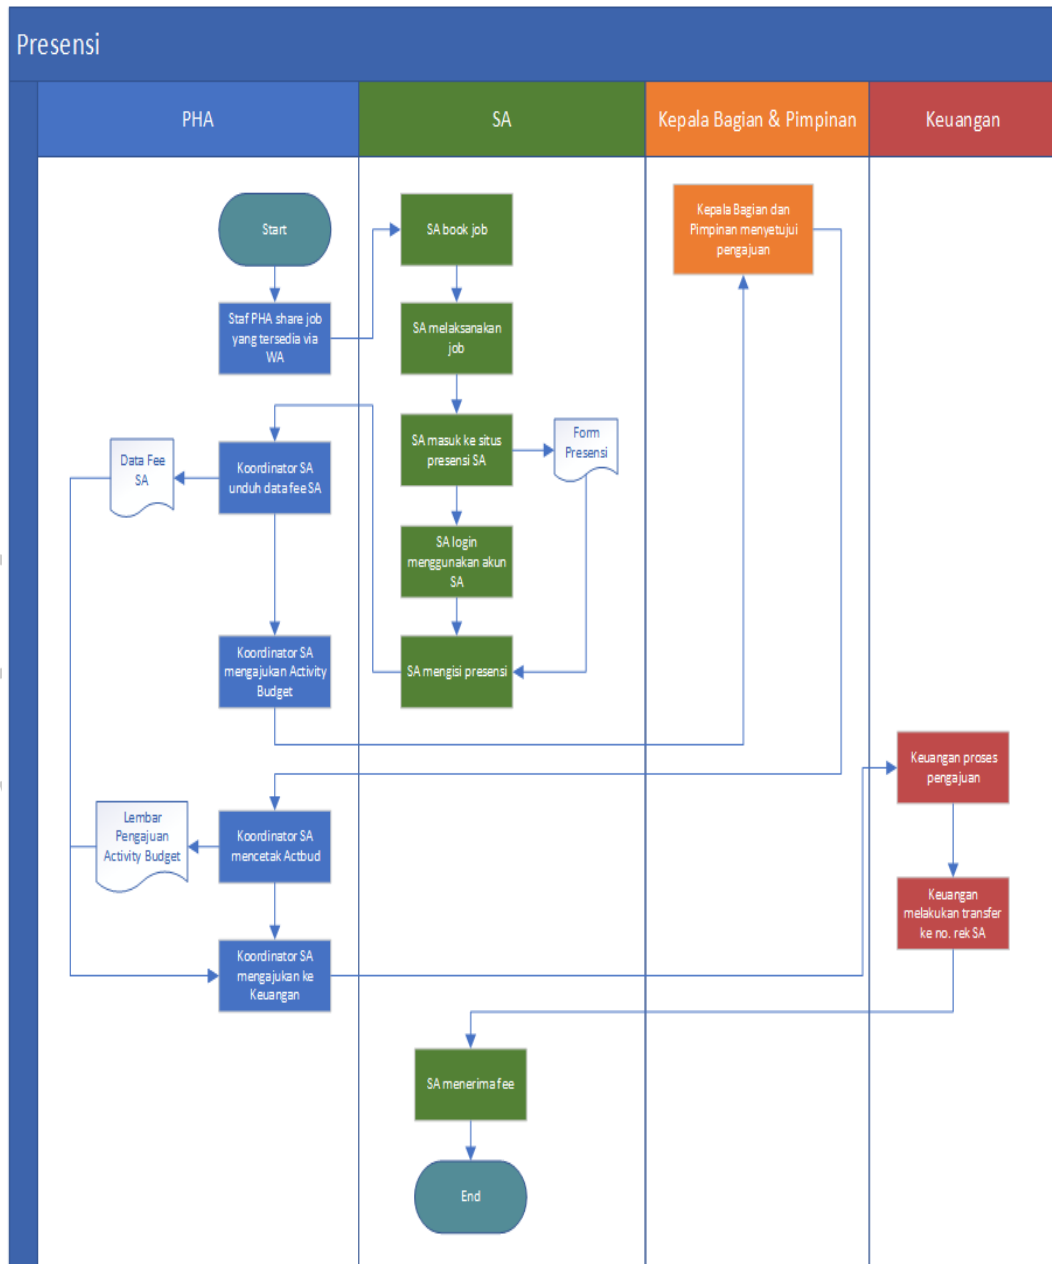 Presensi
PHA
SA
Kepala Bagian & Pimpinan
Keuangan
Start
Staf PHA share job
yang tersedia via
WA
SA book job
SA melaksanakan
job
SA masuk ke situs
presensi SA
Form
Presensi
SA login
menggunakan akun
SA
SA mengisi presensi
Kepala Bagian dan
Pimpinan menyetujui
pengajuan
Data Fee
SA
Koordinator SA
unduh data fee SA
Koordinator SA
mengajukan Activity
Budget
Lembar
Pengajuan
Activity Budget
Koordinator SA
mencetak Actbud
Koordinator SA
mengajukan ke
Keuangan
Keuangan proses
pengajuan
Keuangan
melakukan transfer
ke no. rek SA
SA menerima fee
End